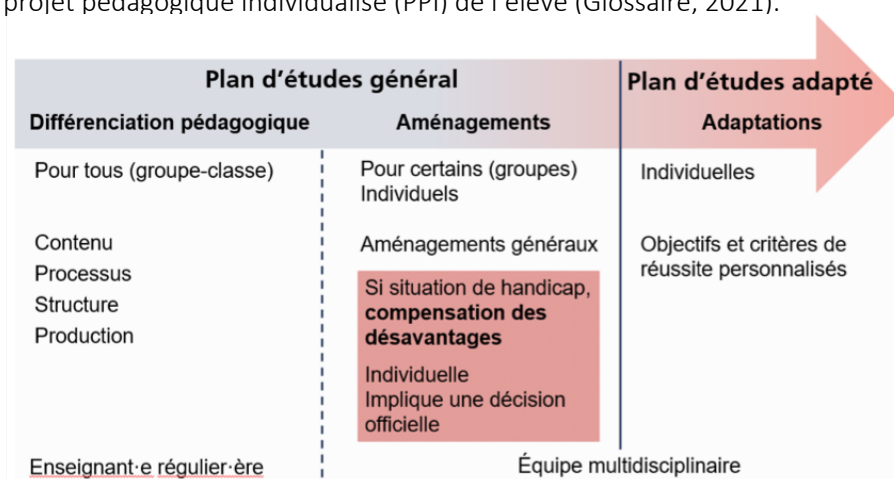 projet pédagogique individualisé (PPI) de l'élève (Glossaire, 2021).
Plan d'études général
Plan d'études adapté
Différenciation pédagogique
Aménagements
Adaptations
Pour tous (groupe-classe)
Pour certains (groupes)
Individuels
Individuelles
Contenu
Processus
Structure
Production
Aménagements généraux
Si situation de handicap,
compensation des
désavantages
Individuelle
Implique une décision
officielle
Objectifs et critères de
réussite personnalisés
Enseignant·e régulier·ère
Équipe multidisciplinaire